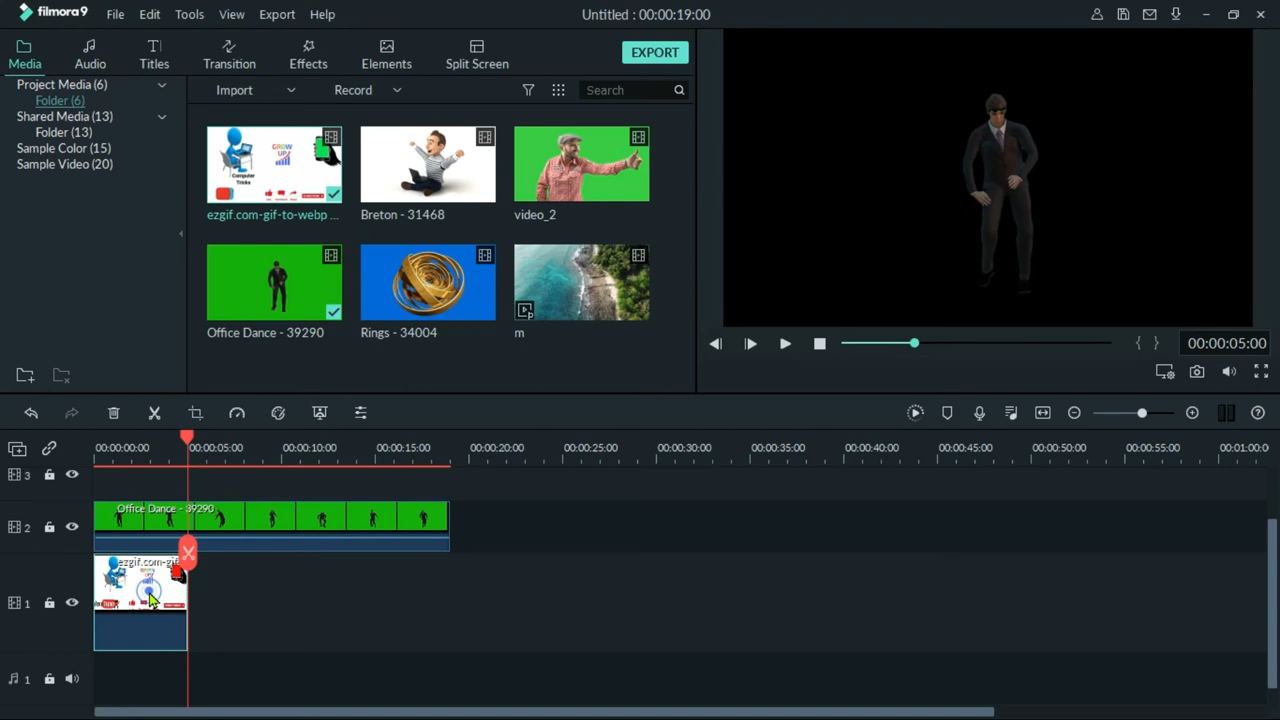 filmora9 File Edit Tools View Export Help Untitled : 00:00:19:00
Media Audio Titles Transition Effects Elements Split Screen EXPORT
Project Media (6)
Folder (6)
Shared Media (13)
Folder (13)
Sample Color (15)
Sample Video (20)
Import Record Search
Computer
Tricks
GROW
UP
ezgif.com-gif-to-webp ... Breton - 31468 video_2
Office Dance - 39290 Rings - 34004 m
00:00:05:00
00:00:00:00 00:00:05:00 00:00:10:00 00:00:15:00 00:00:20:00 00:00:25:00 00:00:30:00 00:00:35:00 00:00:40:00 00:00:45:00 00:00:50:00 00:00:55:00 00:01:00:0
3
Office Dance - 39290
2
ezgif.com-gif
1
1